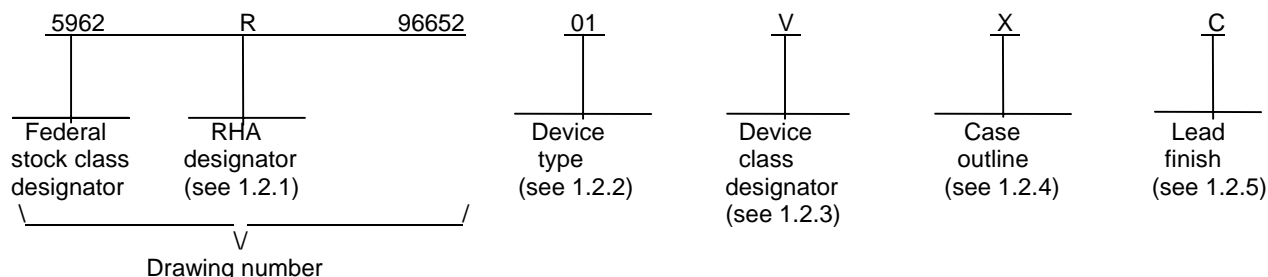 5962 R 96652 01 V X C
Federal RHA Device Device Case Lead
stock class designator type class outline finish
designator (see 1.2.1) (see 1.2.2) designator (see 1.2.4) (see 1.2.5)
(see 1.2.3)
Drawing number